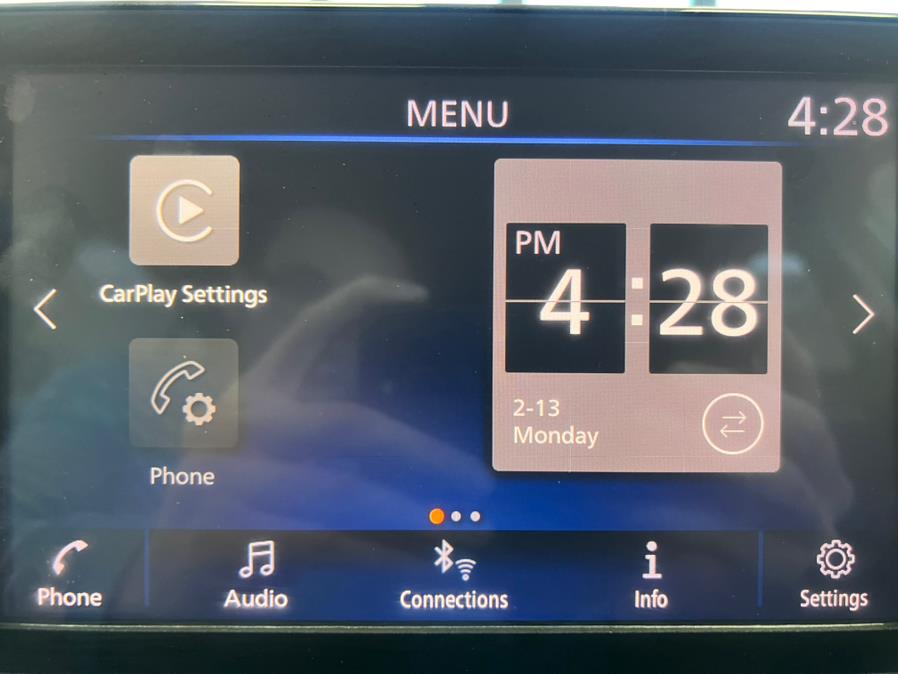 MENU
4:28
CarPlay Settings
PM
4:28
2-13
Monday
Phone
Phone
Audio
Connections
Info
Settings